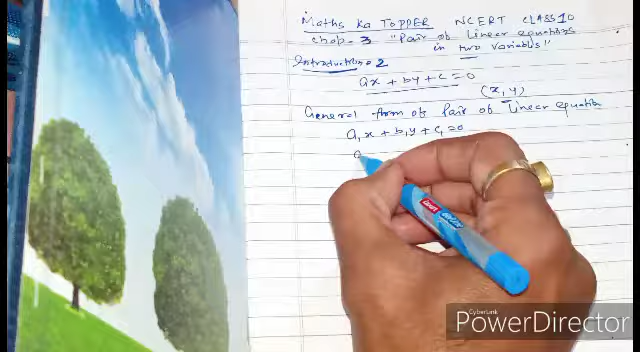 Maths Ka TOPPER NCERT CLASS 10
Chap- 3 "Pair of Linear equations
in two variables"
Introduction:- 2
ax + by + c = 0
(x, y)
General form of Pair of Linear equation
a₁x + b₁y + c₁ = 0
a
CyberLink
PowerDirector